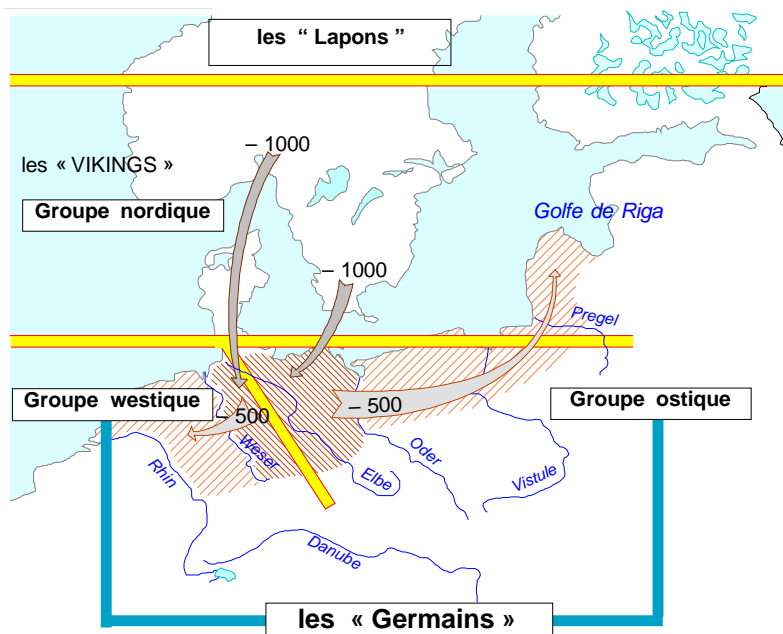 les “ Lapons ”
– 1000
les « VIKINGS »
Groupe nordique
Golfe de Riga
– 1000
Pregel
Groupe westique
– 500
– 500
Groupe ostique
Weser
Rhin
Elbe
Oder
Vistule
Danube
les « Germains »